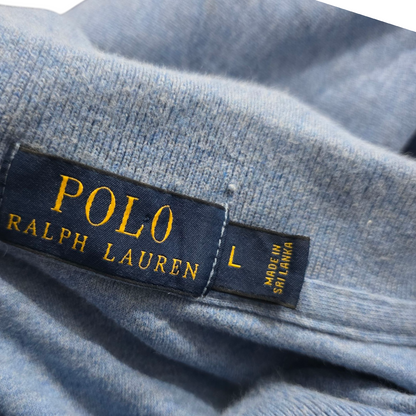 POLO
RALPH LAUREN
L
MADE IN
SRI LANKA